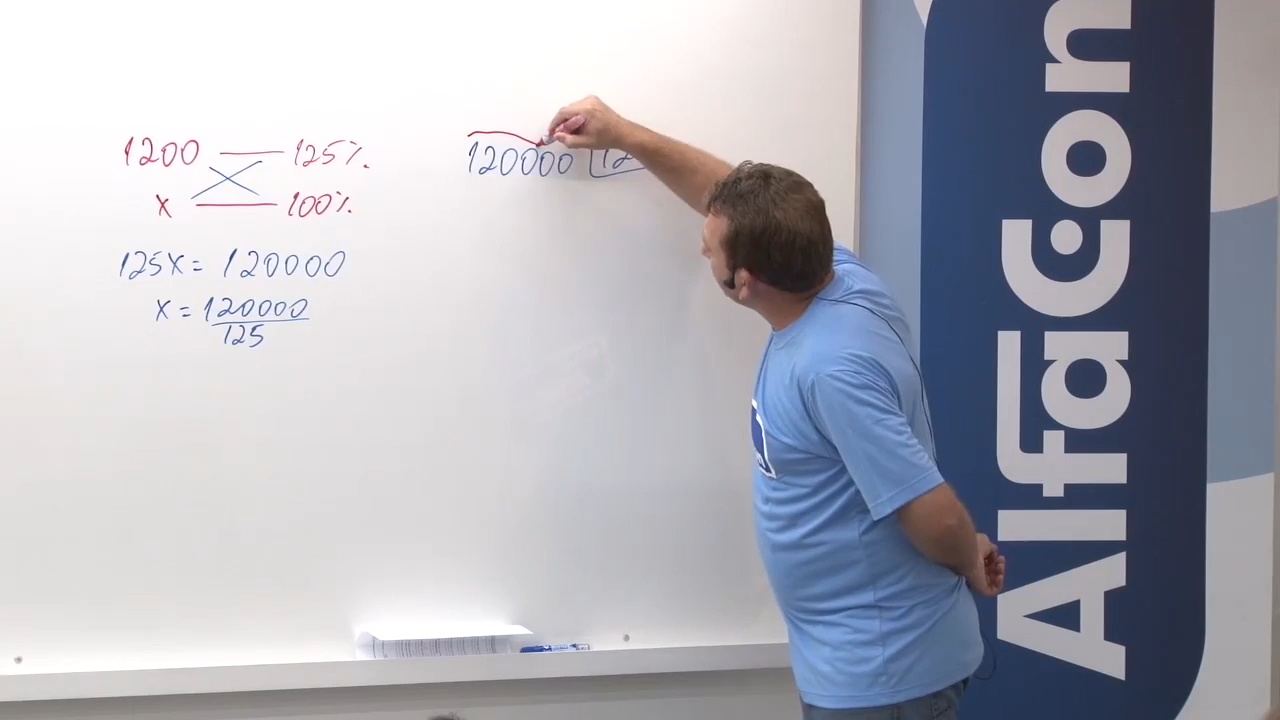 1200 — 125%.
x — 100%.
125x = 120000
x = 120000
125
120000
AlfaCon